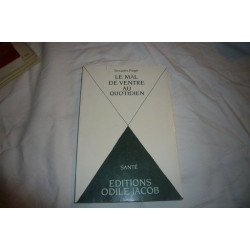 LE MAL
DE VENTRE
AU
QUOTIDIEN
SANTÉ
EDITIONS
ODILE JACOB